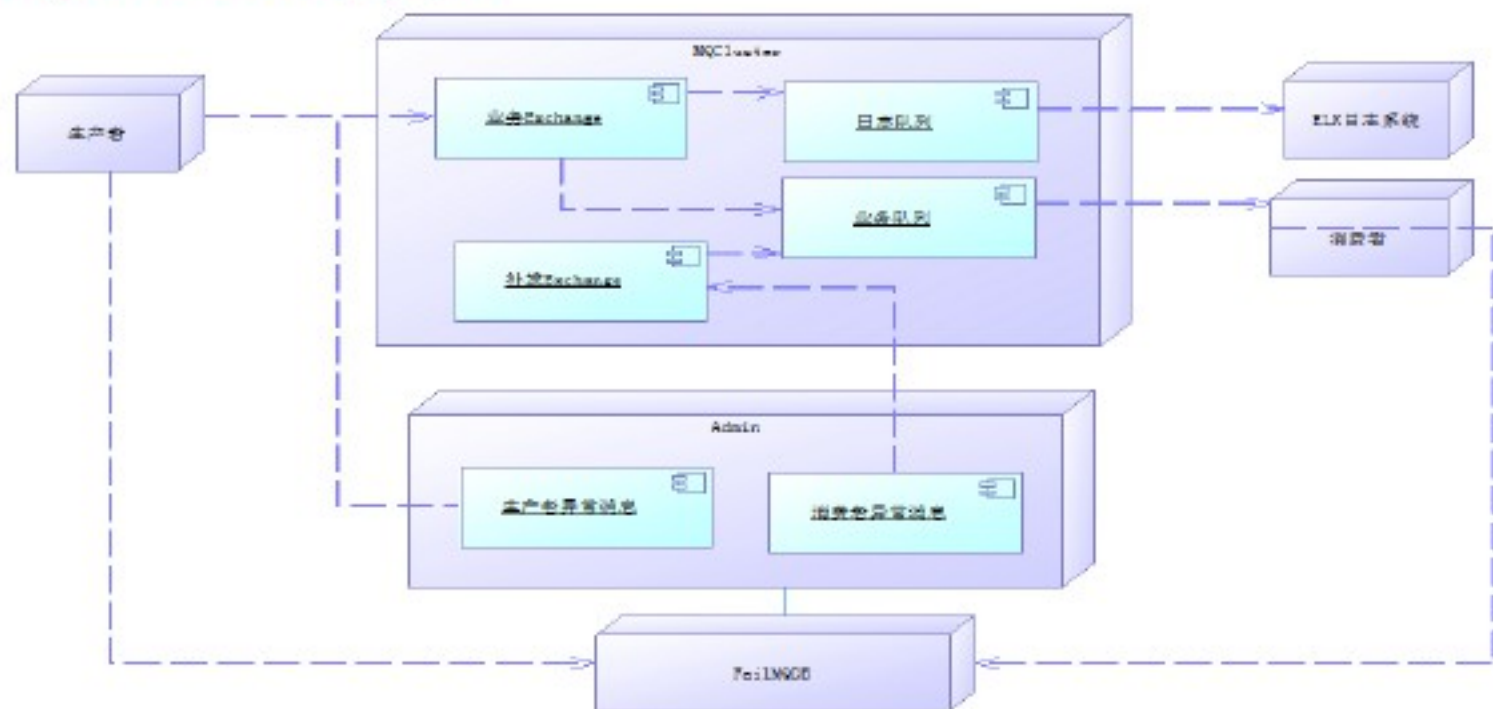 MQCluster
业务Exchange
日志队列
ELK日志系统
生产者
业务队列
消费者
补发Exchange
Admin
生产者异常消息
消费者异常消息
FailMQDB